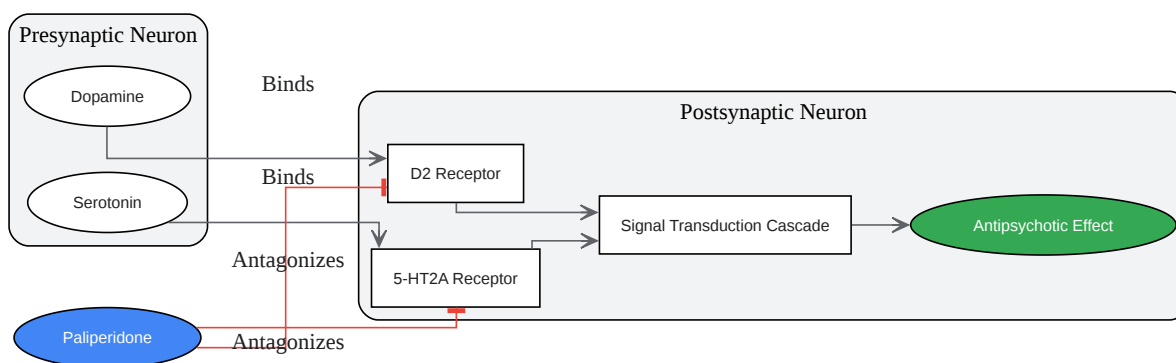 Presynaptic Neuron
Dopamine
Serotonin
Binds
Binds
Antagonizes
Antagonizes
Paliperidone
Postsynaptic Neuron
D2 Receptor
5-HT2A Receptor
Signal Transduction Cascade
Antipsychotic Effect